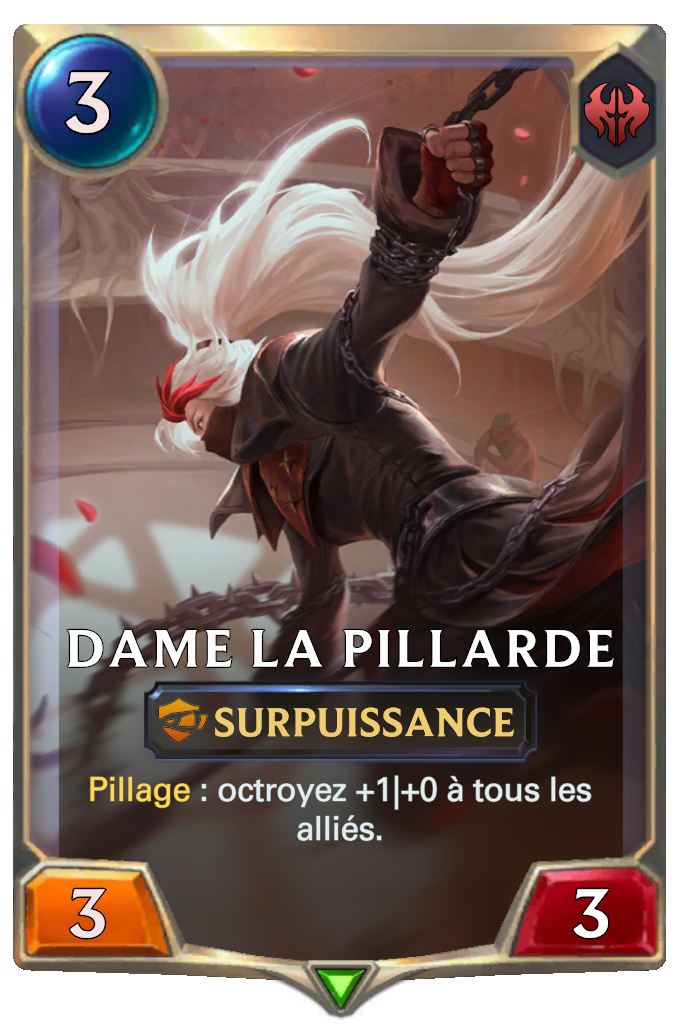 3
DAME LA PILLARDE
SURPUISSANCE
Pillage : octroyez +1|+0 à tous les
alliés.
3
3